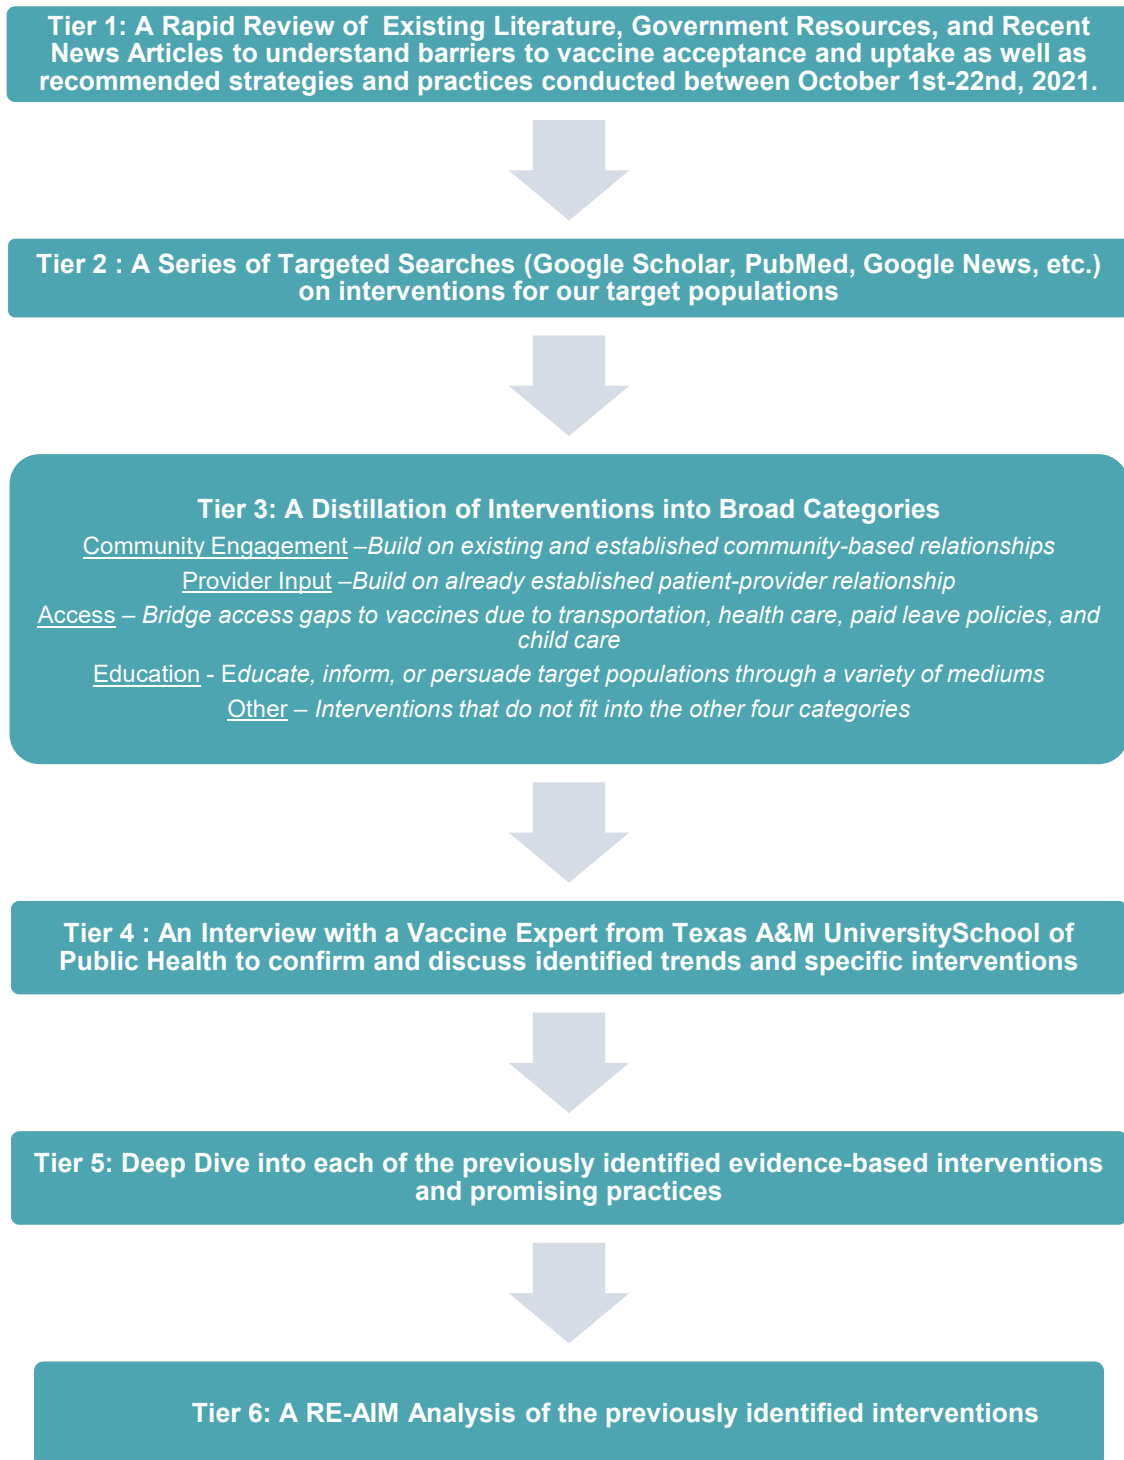 Tier 1: A Rapid Review of Existing Literature, Government Resources, and Recent
News Articles to understand barriers to vaccine acceptance and uptake as well as
recommended strategies and practices conducted between October 1st-22nd, 2021.
Tier 2 : A Series of Targeted Searches (Google Scholar, PubMed, Google News, etc.)
on interventions for our target populations
Tier 3: A Distillation of Interventions into Broad Categories
Community Engagement –Build on existing and established community-based relationships
Provider Input –Build on already established patient-provider relationship
Access – Bridge access gaps to vaccines due to transportation, health care, paid leave policies, and
child care
Education - Educate, inform, or persuade target populations through a variety of mediums
Other – Interventions that do not fit into the other four categories
Tier 4 : An Interview with a Vaccine Expert from Texas A&M UniversitySchool of
Public Health to confirm and discuss identified trends and specific interventions
Tier 5: Deep Dive into each of the previously identified evidence-based interventions
and promising practices
Tier 6: A RE-AIM Analysis of the previously identified interventions